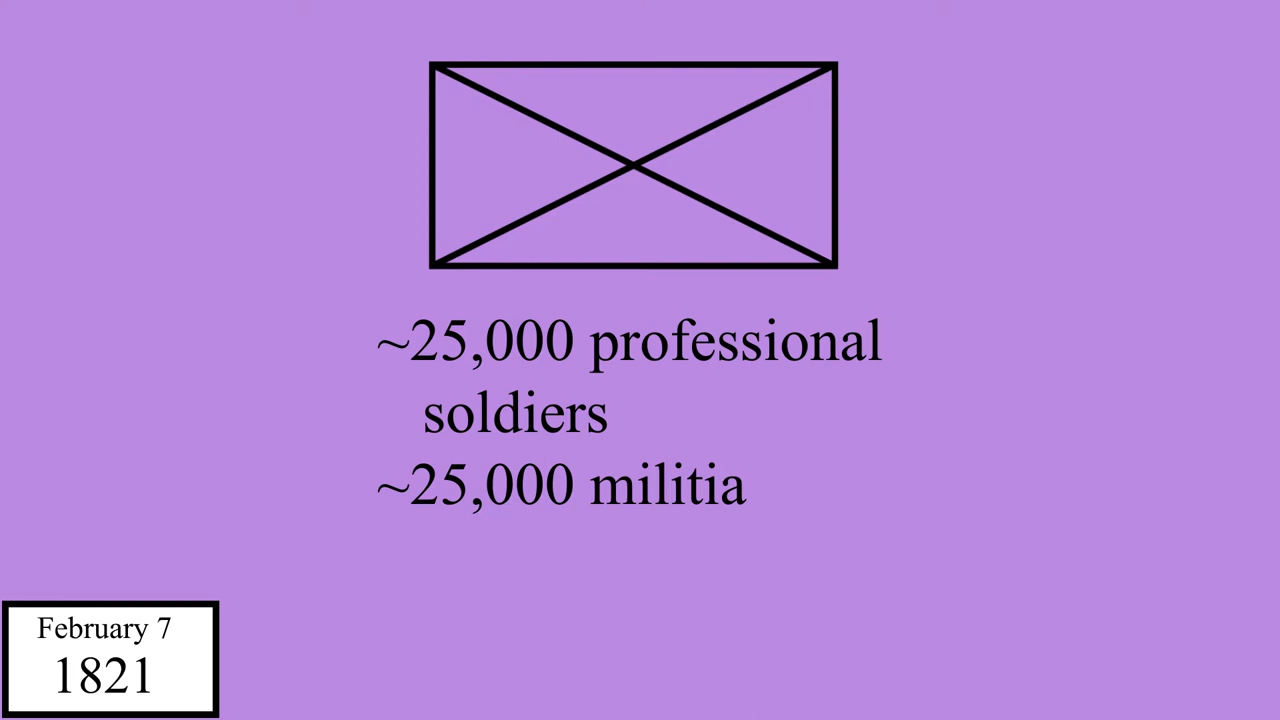 ~25,000 professional
soldiers
~25,000 militia
February 7
1821